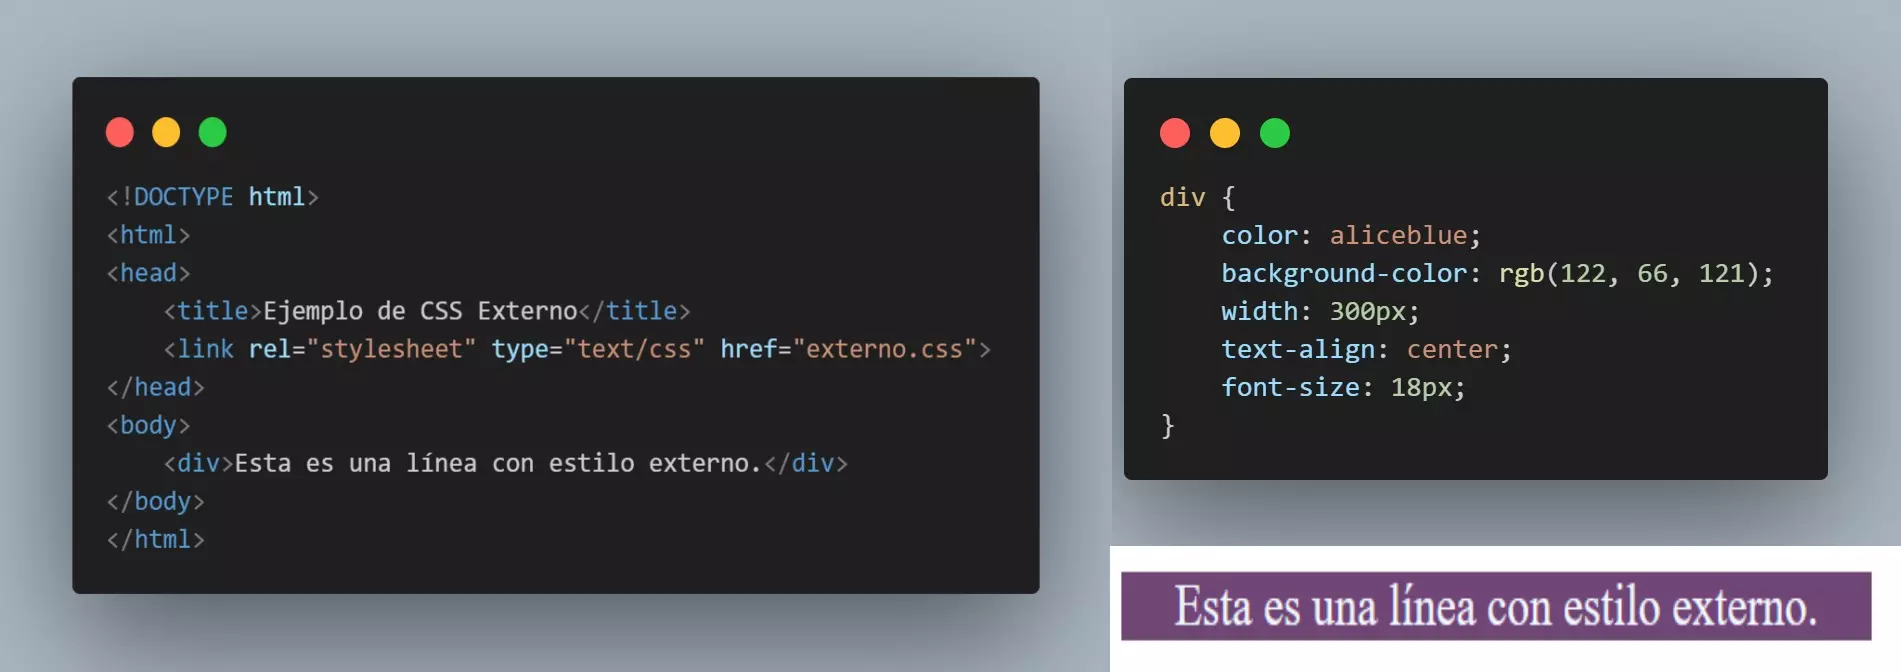 <!DOCTYPE html>
<html>
<head>
    <title>Ejemplo de CSS Externo</title>
    <link rel="stylesheet" type="text/css" href="externo.css">
</head>
<body>
    <div>Esta es una línea con estilo externo.</div>
</body>
</html>
div {
    color: aliceblue;
    background-color: rgb(122, 66, 121);
    width: 300px;
    text-align: center;
    font-size: 18px;
}
Esta es una línea con estilo externo.